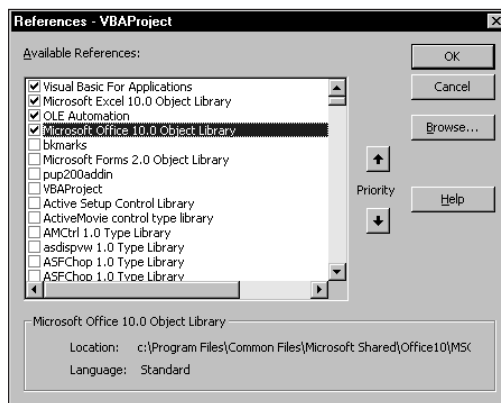 References - VBAProject
Available References:
Visual Basic For Applications
Microsoft Excel 10.0 Object Library
OLE Automation
Microsoft Office 10.0 Object Library
bkmarks
Microsoft Forms 2.0 Object Library
pup200addin
VBAProject
Active Setup Control Library
ActiveMovie control type library
AMCtrl 1.0 Type Library
asdispvw 1.0 Type Library
ASFChop 1.0 Type Library
ASFChop 1.0 Type Library
Priority
OK
Cancel
Browse...
Help
Microsoft Office 10.0 Object Library
Location: c:\Program Files\Common Files\Microsoft Shared\Office10\MSO
Language: Standard